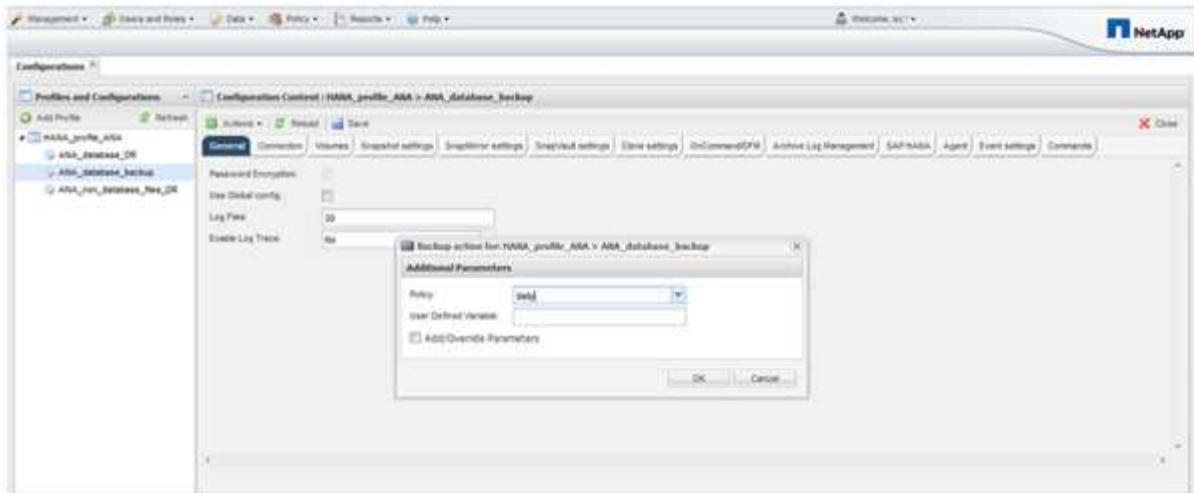 Management Users and Roles Data Policy Reports Help Welcome,
NetApp
Configurations
Profiles and Configurations
Configuration Content : HANA_profile_ANA > ANA_database_backup
Add Profile Refresh
Actions Reload Save Close
HANA_profile_ANA
General Connection Volumes Snapshot settings SnapMirror settings SnapVault settings Clone settings OnCommand/DFM Archive Log Management SAP HANA Agent Event settings Commands
ANA_database_DR
ANA_database_backup
ANA_non_database_files_DR
Password Encryption:
Use Global config.:
Log Files:
Enable Log Trace: No
Backup action for: HANA_profile_ANA > ANA_database_backup
Additional Parameters
Policy:
User Defined Variable:
Add/Override Parameters
OK Cancel